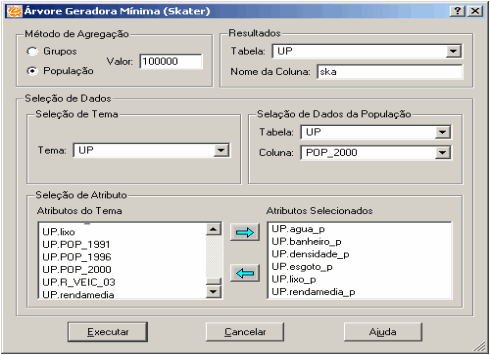 Árvore Geradora Mínima (Skater)
Método de Agregação
Grupos
População
Valor: 100000
Resultados
Tabela: UP
Nome da Coluna: ska
Seleção de Dados
Seleção de Tema
Tema: UP
Selação de Dados da População
Tabela: UP
Coluna: POP_2000
Seleção de Atributo
Atributos do Tema
UP.lixo
UP.POP_1991
UP.POP_1996
UP.POP_2000
UP.R_VEIC_03
UP.rendamedia
Atributos Selecionados
UP.agua_p
UP.banheiro_p
UP.densidade_p
UP.esgoto_p
UP.lixo_p
UP.rendamedia_p
Executar
Cancelar
Ajuda